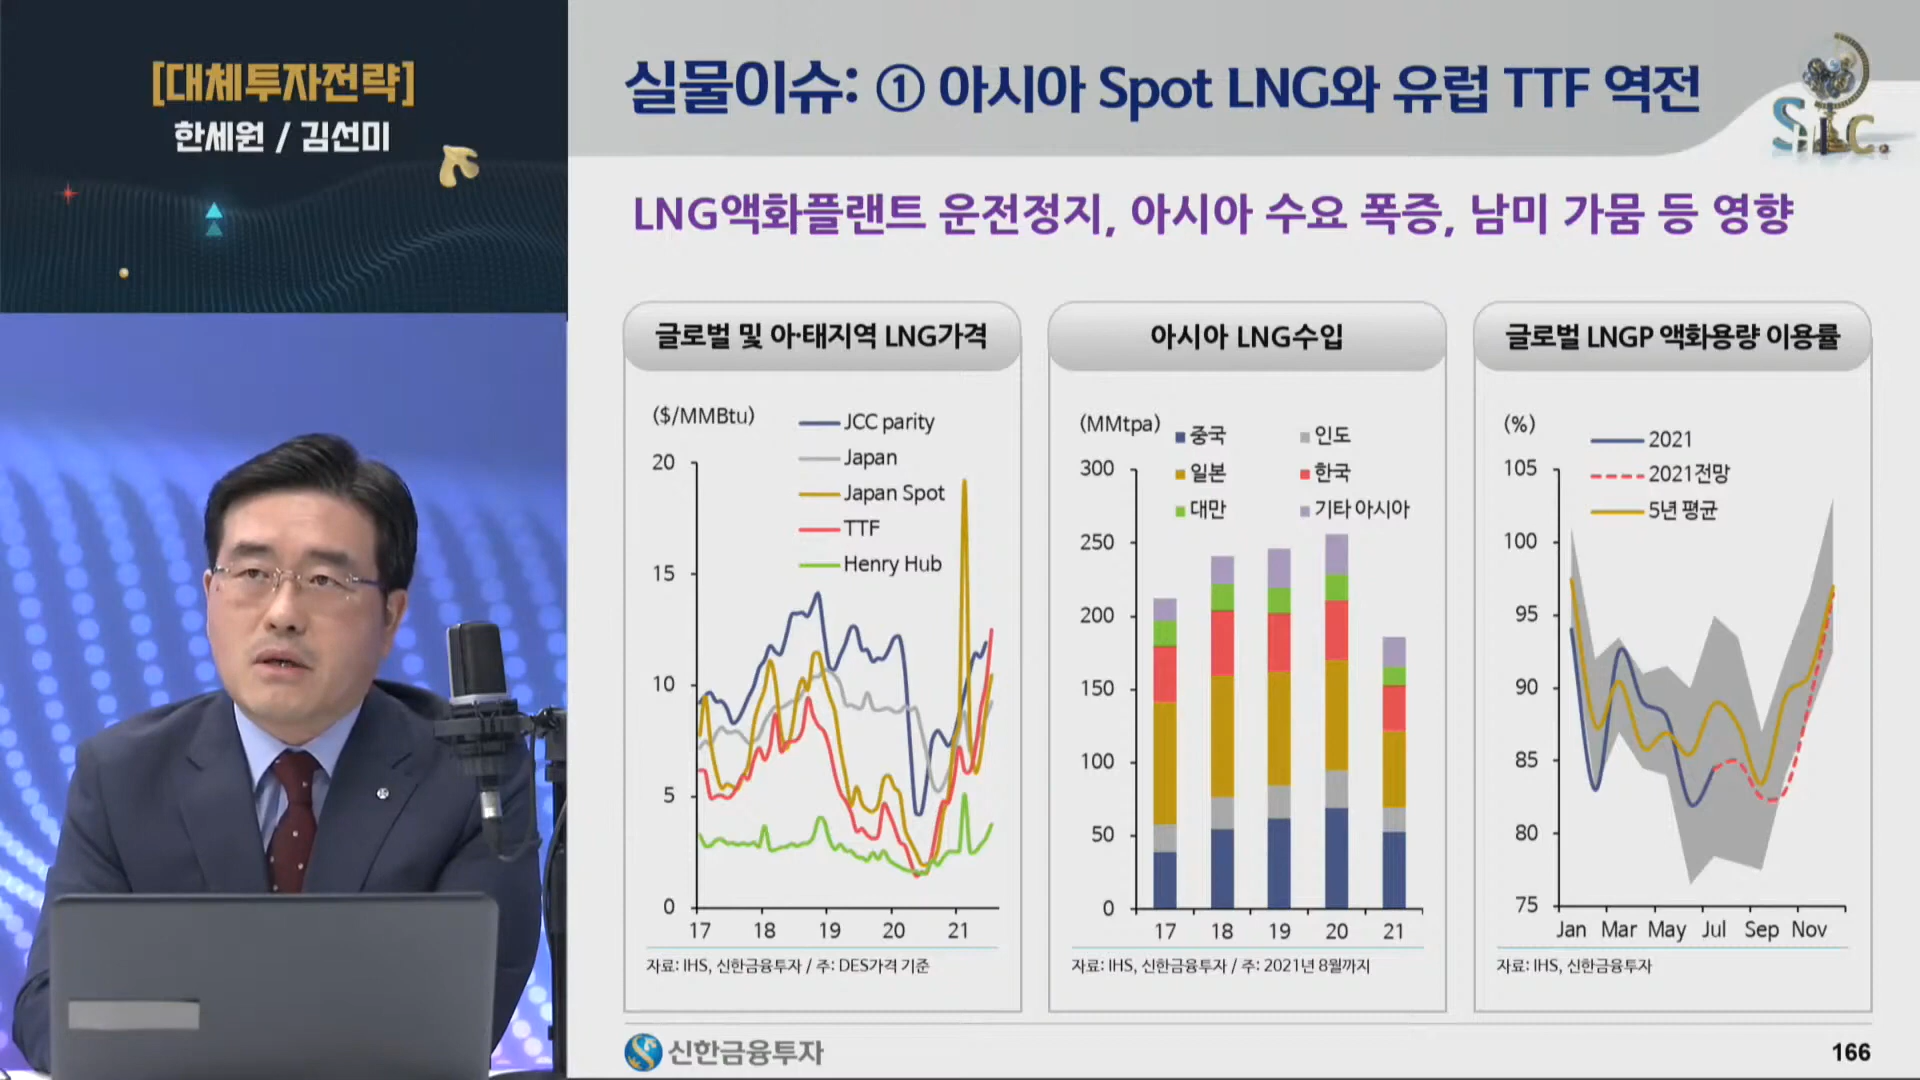 [대체투자전략]
한세원 / 김선미
실물이슈: ① 아시아 Spot LNG와 유럽 TTF 역전
SHLC.
LNG액화플랜트 운전정지, 아시아 수요 폭증, 남미 가뭄 등 영향
글로벌 및 아·태지역 LNG가격
($/MMBtu)
JCC parity
Japan
Japan Spot
TTF
Henry Hub
20
15
10
5
0
17 18 19 20 21
자료: IHS, 신한금융투자 / 주: DES가격 기준
아시아 LNG수입
(MMtpa)
중국 인도
일본 한국
대만 기타 아시아
300
250
200
150
100
50
0
17 18 19 20 21
자료: IHS, 신한금융투자 / 주: 2021년 8월까지
글로벌 LNGP 액화용량 이용률
(%)
2021
2021전망
5년 평균
105
100
95
90
85
80
75
Jan Mar May Jul Sep Nov
자료: IHS, 신한금융투자
신한금융투자
166